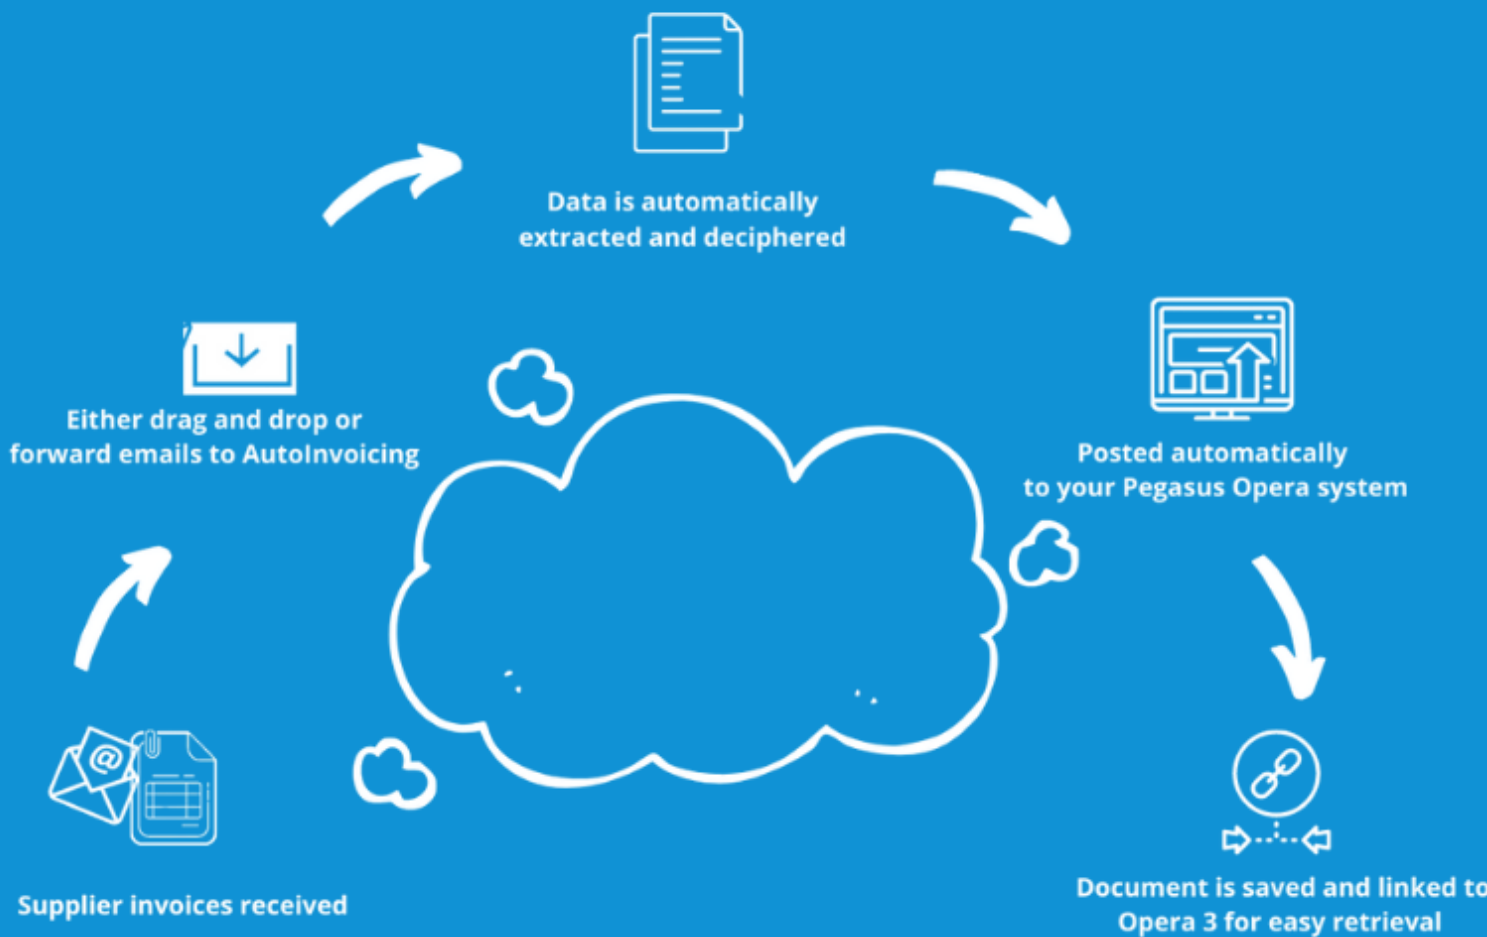 Data is automatically
extracted and deciphered
Either drag and drop or
forward emails to AutoInvoicing
Posted automatically
to your Pegasus Opera system
@
Supplier invoices received
Document is saved and linked to
Opera 3 for easy retrieval